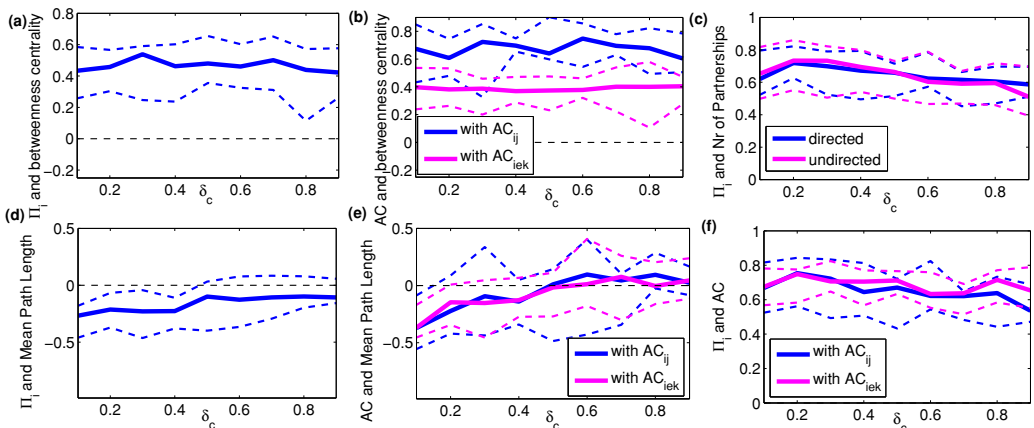 (a)
Π_i and betweenness centrality
0.8
0.6
0.4
0.2
0
−0.2
0.2 0.4 0.6 0.8
δ_c
(b)
AC and betweenness centrality
0.8
0.6
0.4
0.2
0
−0.2
with AC_ij
with AC_iek
0.2 0.4 0.6 0.8
δ_c
(c)
Π_i and Nr of Partnerships
1
0.8
0.6
0.4
0.2
0
directed
undirected
0.2 0.4 0.6 0.8
δ_c
(d)
Π_i and Mean Path Length
0.5
0
−0.5
0.2 0.4 0.6 0.8
δ_c
(e)
AC and Mean Path Length
0.5
0
−0.5
with AC_ij
with AC_iek
0.2 0.4 0.6 0.8
δ_c
(f)
Π_i and AC
1
0.8
0.6
0.4
0.2
0
with AC_ij
with AC_iek
0.2 0.4 0.6 0.8
δ_c